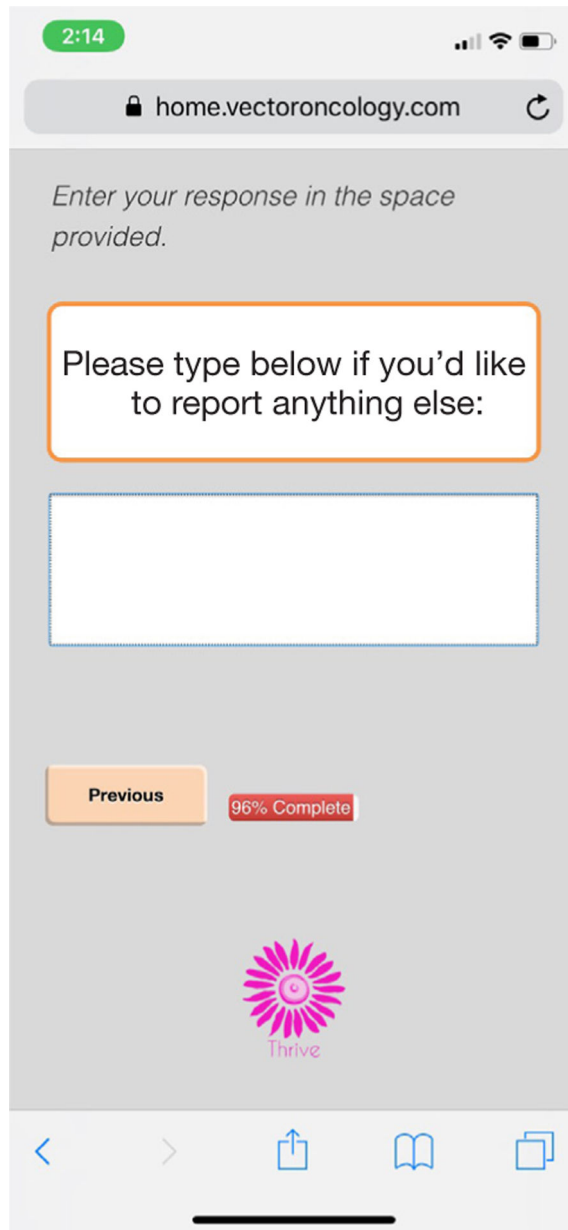 2:14
home.vectoroncology.com
Enter your response in the space
provided.
Please type below if you’d like
to report anything else:
Previous
96% Complete
Thrive